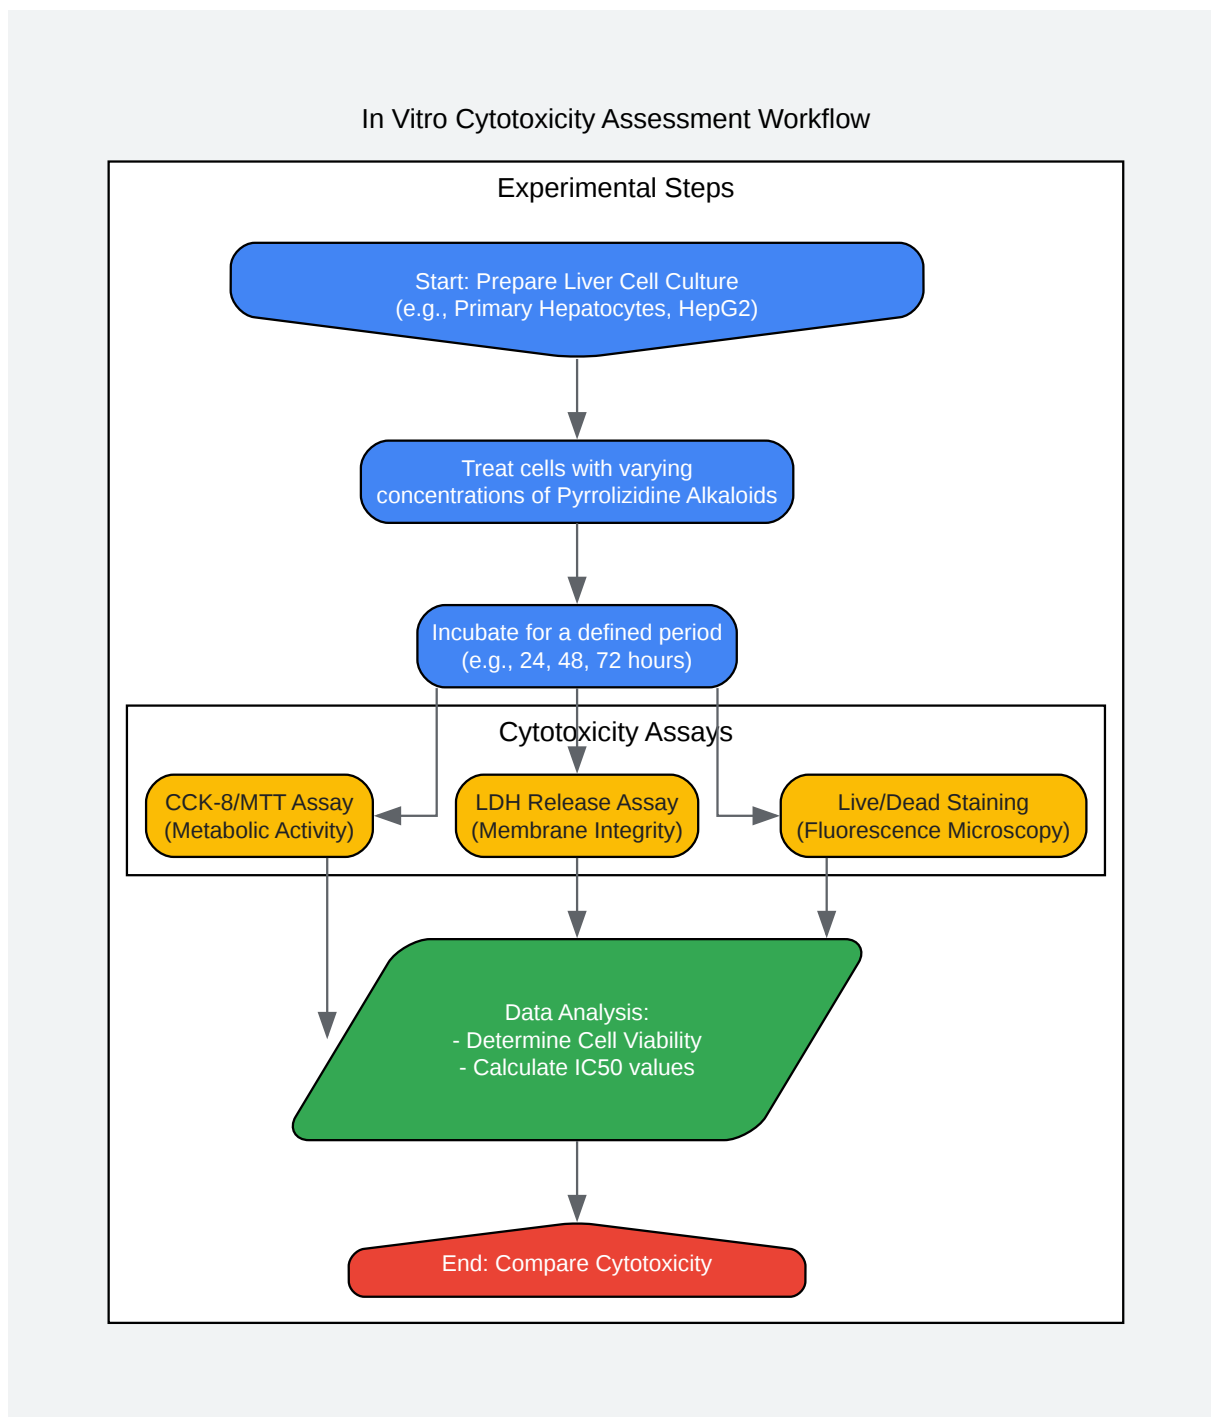 In Vitro Cytotoxicity Assessment Workflow
Experimental Steps
Start: Prepare Liver Cell Culture
(e.g., Primary Hepatocytes, HepG2)
Treat cells with varying
concentrations of Pyrrolizidine Alkaloids
Incubate for a defined period
(e.g., 24, 48, 72 hours)
Cytotoxicity Assays
CCK-8/MTT Assay
(Metabolic Activity)
LDH Release Assay
(Membrane Integrity)
Live/Dead Staining
(Fluorescence Microscopy)
Data Analysis:
- Determine Cell Viability
- Calculate IC50 values
End: Compare Cytotoxicity